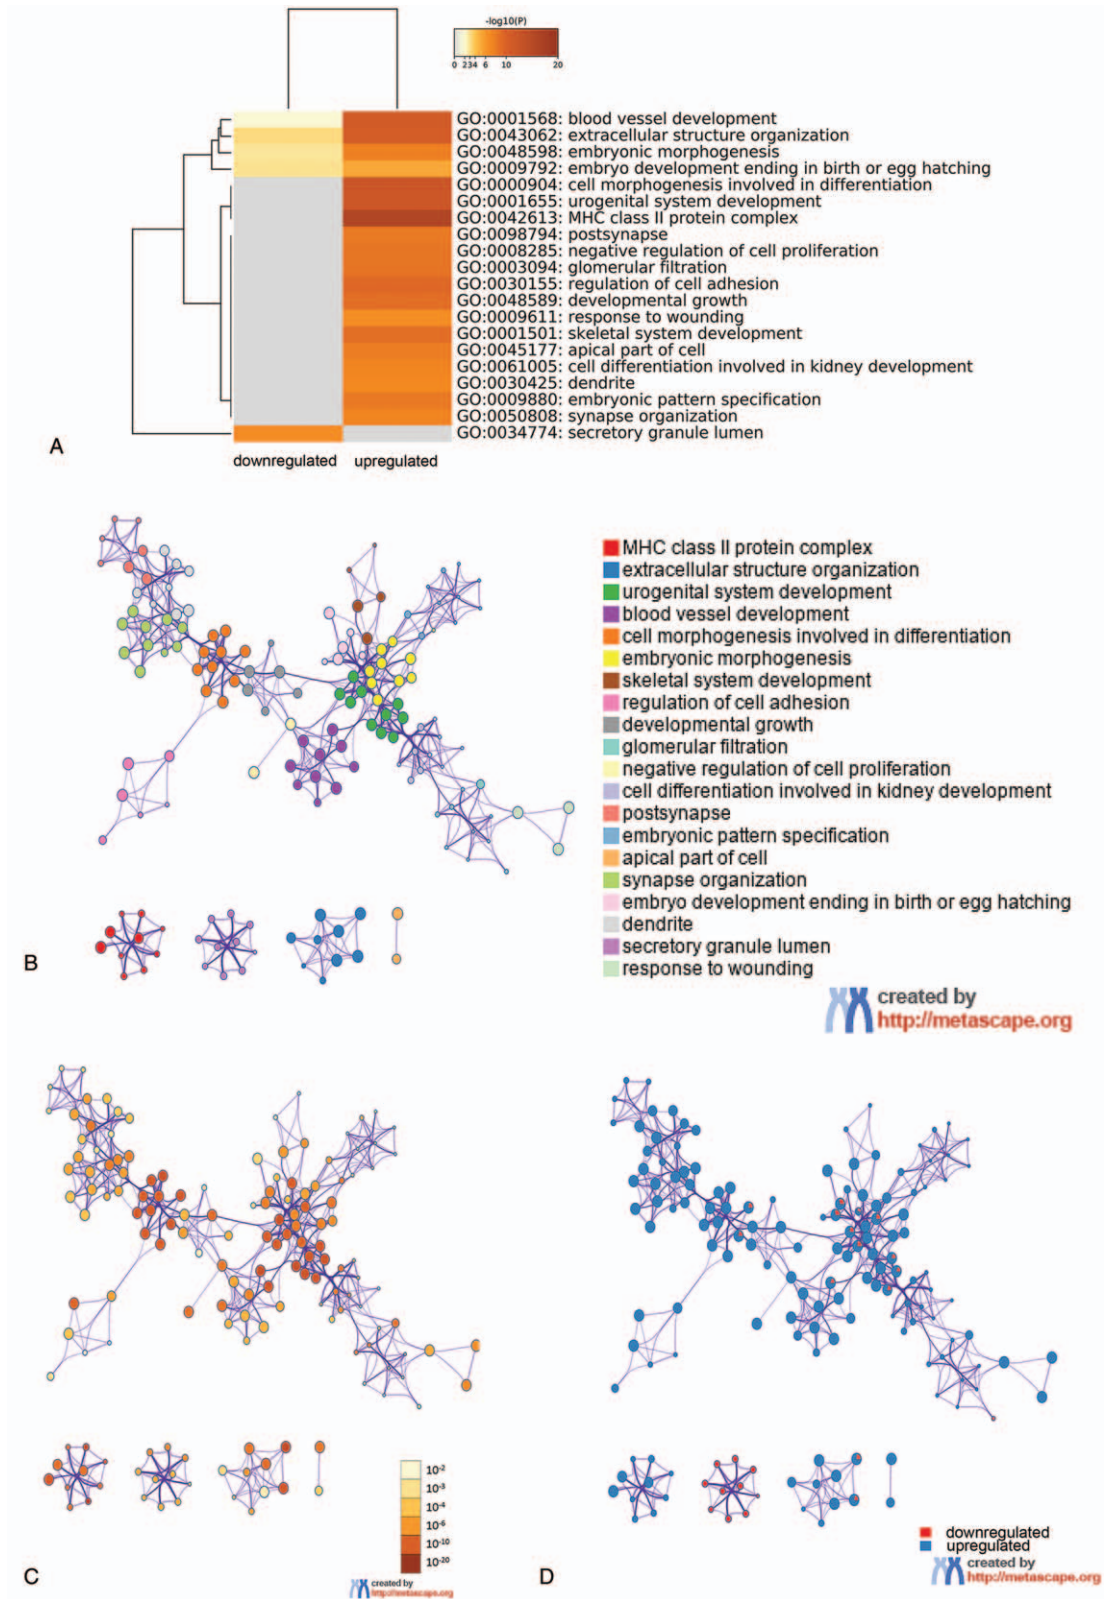 -log10(P)
0 2 3 4 6 10 20
GO:0001568: blood vessel development
GO:0043062: extracellular structure organization
GO:0048598: embryonic morphogenesis
GO:0009792: embryo development ending in birth or egg hatching
GO:0000904: cell morphogenesis involved in differentiation
GO:0001655: urogenital system development
GO:0042613: MHC class II protein complex
GO:0098794: postsynapse
GO:0008285: negative regulation of cell proliferation
GO:0003094: glomerular filtration
GO:0030155: regulation of cell adhesion
GO:0048589: developmental growth
GO:0009611: response to wounding
GO:0001501: skeletal system development
GO:0045177: apical part of cell
GO:0061005: cell differentiation involved in kidney development
GO:0030425: dendrite
GO:0009880: embryonic pattern specification
GO:0050808: synapse organization
GO:0034774: secretory granule lumen
A
downregulated upregulated
MHC class II protein complex
extracellular structure organization
urogenital system development
blood vessel development
cell morphogenesis involved in differentiation
embryonic morphogenesis
skeletal system development
regulation of cell adhesion
developmental growth
glomerular filtration
negative regulation of cell proliferation
cell differentiation involved in kidney development
postsynapse
embryonic pattern specification
apical part of cell
synapse organization
embryo development ending in birth or egg hatching
dendrite
secretory granule lumen
response to wounding
B
created by
http://metascape.org
10-2
10-3
10-4
10-6
10-10
10-20
C
created by
http://metascape.org
downregulated
upregulated
D
created by
http://metascape.org